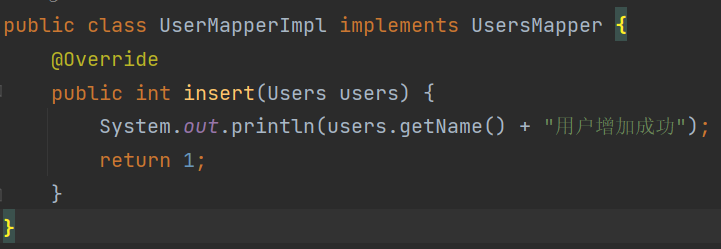 public class UserMapperImpl implements UsersMapper {
@Override
public int insert(Users users) {
System.out.println(users.getName() + "用户增加成功");
return 1;
}
}